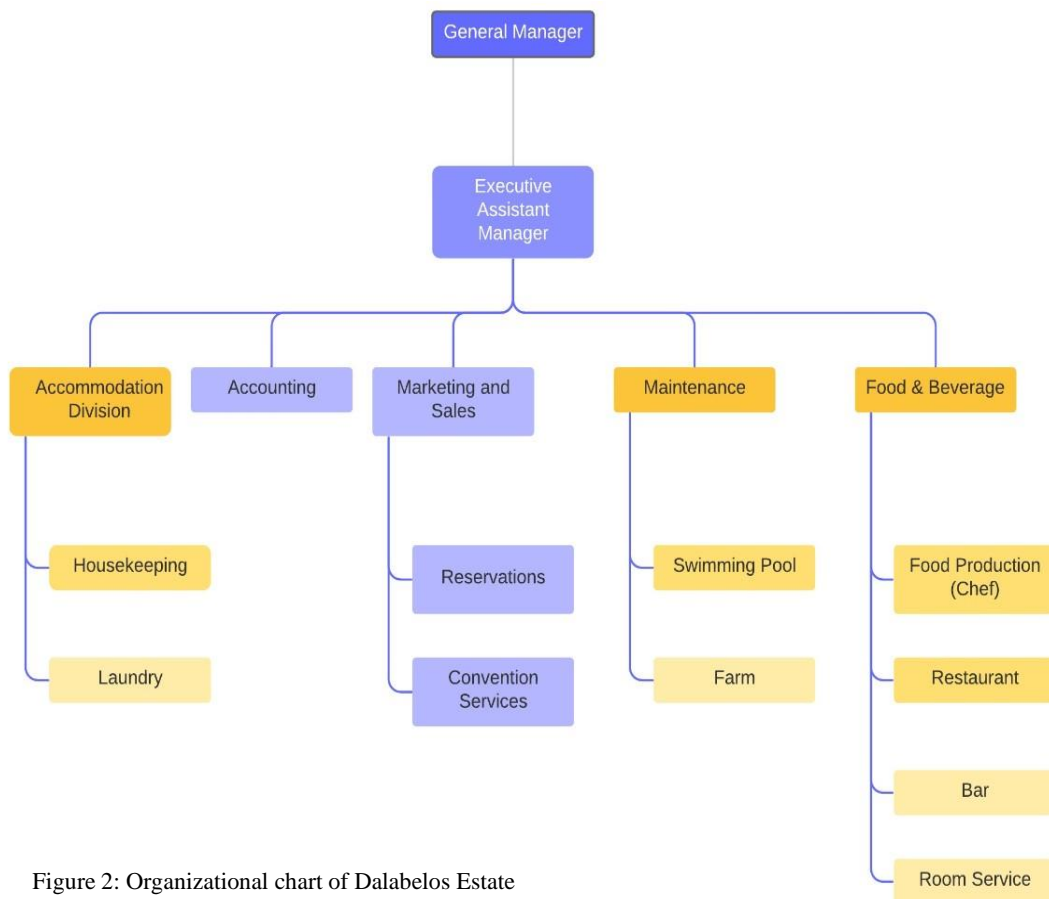 General Manager
Executive
Assistant
Manager
Accommodation
Division
Accounting
Marketing and
Sales
Maintenance
Food & Beverage
Housekeeping
Laundry
Reservations
Convention
Services
Swimming Pool
Farm
Food Production
(Chef)
Restaurant
Bar
Room Service
Figure 2: Organizational chart of Dalabelos Estate